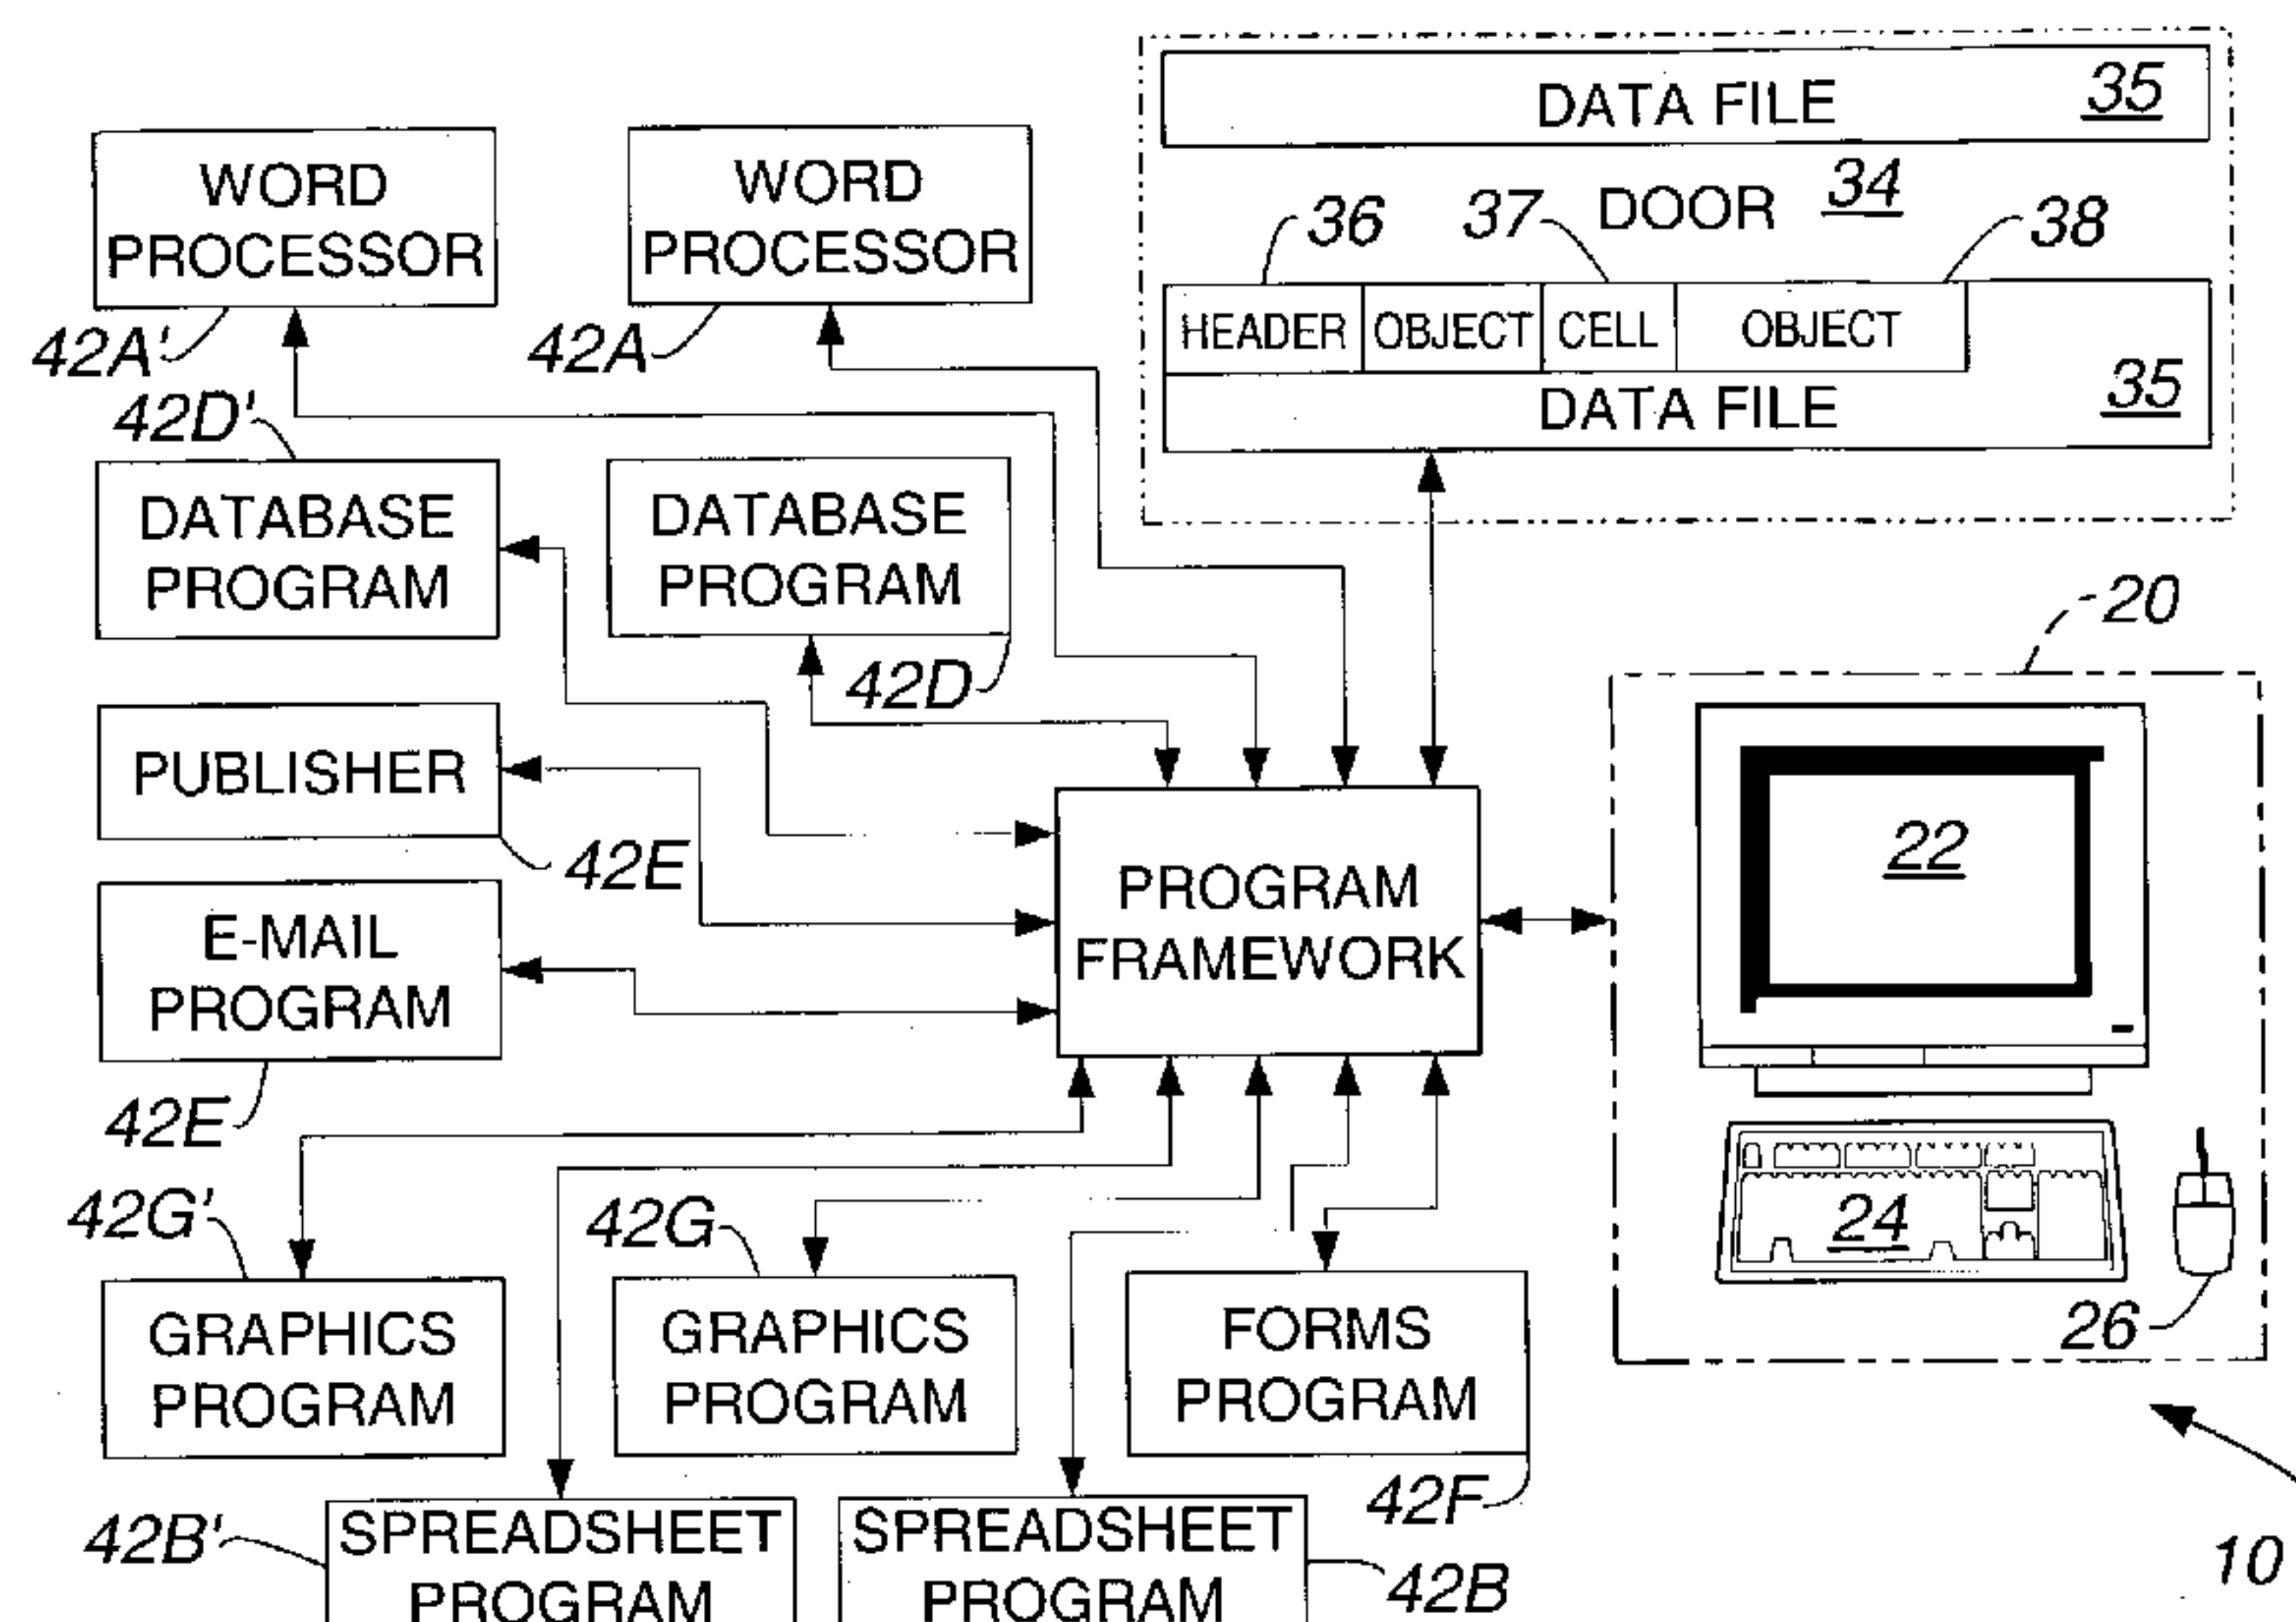 DATA FILE 35
DOOR 34
36 37 38
HEADER OBJECT CELL OBJECT
DATA FILE 35
WORD
PROCESSOR
42A'
WORD
PROCESSOR
42A
42D'
DATABASE
PROGRAM
DATABASE
PROGRAM
42D
PUBLISHER
42E
E-MAIL
PROGRAM
42E
PROGRAM
FRAMEWORK
20
22
24
26
42G'
GRAPHICS
PROGRAM
42G
GRAPHICS
PROGRAM
FORMS
PROGRAM
42F
42B'
SPREADSHEET
PROGRAM
SPREADSHEET
PROGRAM
42B
10